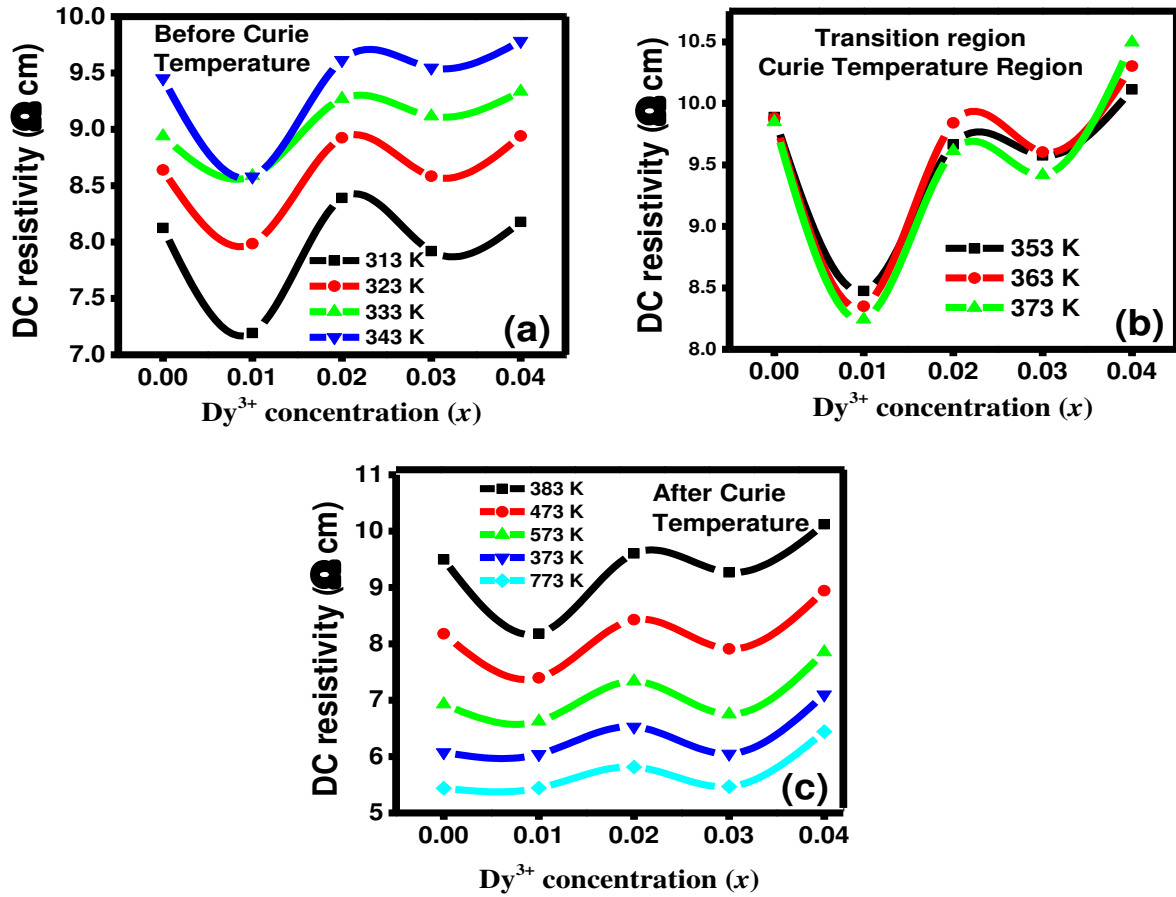 Before Curie
Temperature
DC resistivity (Ω cm)
10.0
9.5
9.0
8.5
8.0
7.5
7.0
313 K
323 K
333 K
343 K
(a)
0.00 0.01 0.02 0.03 0.04
Dy³⁺ concentration (x)
Transition region
Curie Temperature Region
DC resistivity (Ω cm)
10.5
10.0
9.5
9.0
8.5
8.0
353 K
363 K
373 K
(b)
0.00 0.01 0.02 0.03 0.04
Dy³⁺ concentration (x)
After Curie
Temperature
DC resistivity (Ω cm)
11
10
9
8
7
6
5
383 K
473 K
573 K
373 K
773 K
(c)
0.00 0.01 0.02 0.03 0.04
Dy³⁺ concentration (x)